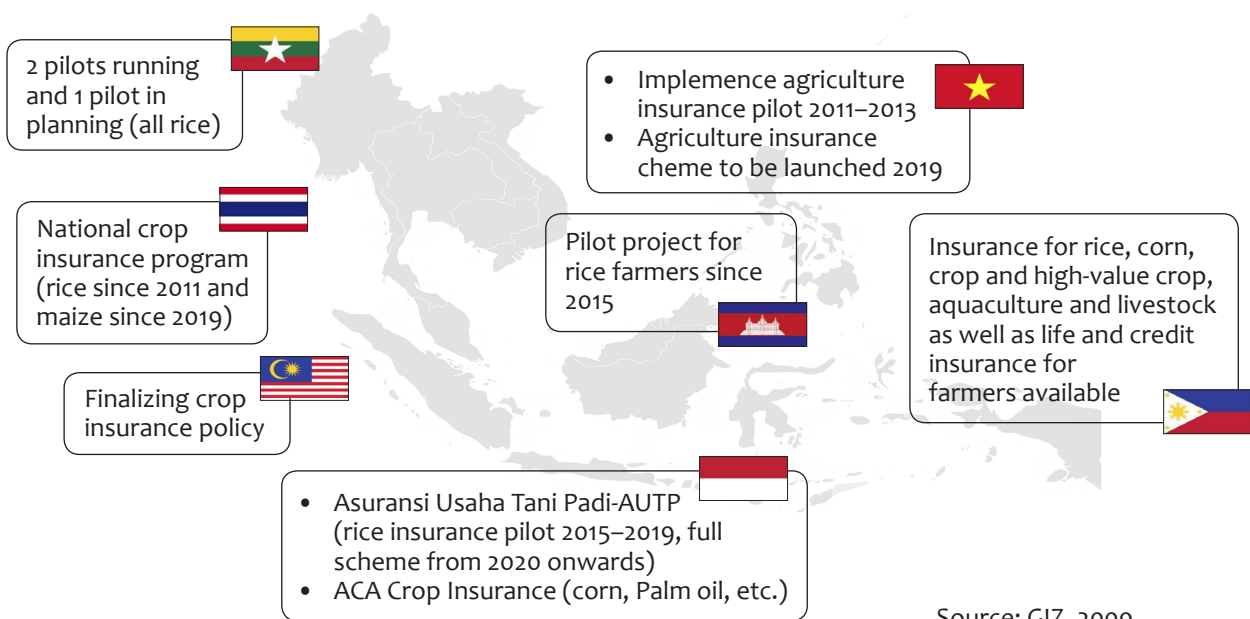 2 pilots running
and 1 pilot in
planning (all rice)
• Implemence agriculture
insurance pilot 2011–2013
• Agriculture insurance
cheme to be launched 2019
National crop
insurance program
(rice since 2011 and
maize since 2019)
Pilot project for
rice farmers since
2015
Insurance for rice, corn,
crop and high-value crop,
aquaculture and livestock
as well as life and credit
insurance for
farmers available
Finalizing crop
insurance policy
• Asuransi Usaha Tani Padi-AUTP
(rice insurance pilot 2015–2019, full
scheme from 2020 onwards)
• ACA Crop Insurance (corn, Palm oil, etc.)
Source: GIZ, 2009